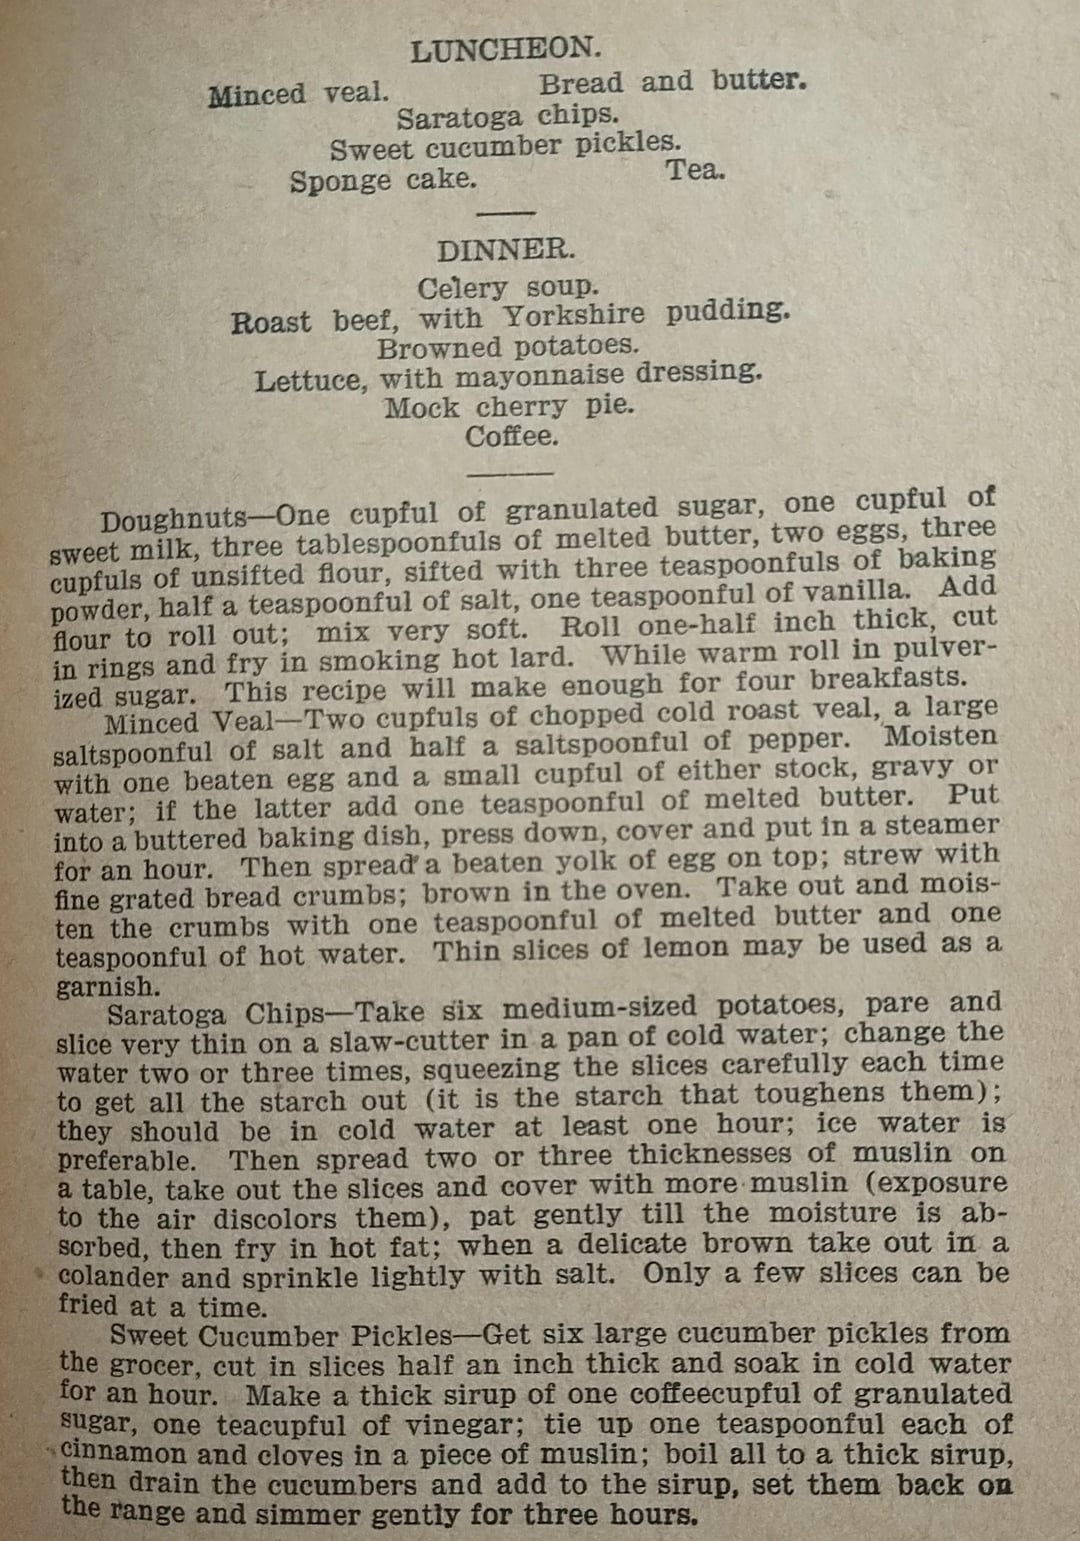 LUNCHEON.
Minced veal. Bread and butter.
Saratoga chips.
Sweet cucumber pickles.
Sponge cake. Tea.
DINNER.
Celery soup.
Roast beef, with Yorkshire pudding.
Browned potatoes.
Lettuce, with mayonnaise dressing.
Mock cherry pie.
Coffee.
Doughnuts—One cupful of granulated sugar, one cupful of
sweet milk, three tablespoonfuls of melted butter, two eggs, three
cupfuls of unsifted flour, sifted with three teaspoonfuls of baking
powder, half a teaspoonful of salt, one teaspoonful of vanilla. Add
flour to roll out; mix very soft. Roll one-half inch thick, cut
in rings and fry in smoking hot lard. While warm roll in pulver-
ized sugar. This recipe will make enough for four breakfasts.
Minced Veal—Two cupfuls of chopped cold roast veal, a large
saltspoonful of salt and half a saltspoonful of pepper. Moisten
with one beaten egg and a small cupful of either stock, gravy or
water; if the latter add one teaspoonful of melted butter. Put
into a buttered baking dish, press down, cover and put in a steamer
for an hour. Then spread a beaten yolk of egg on top; strew with
fine grated bread crumbs; brown in the oven. Take out and mois-
ten the crumbs with one teaspoonful of melted butter and one
teaspoonful of hot water. Thin slices of lemon may be used as a
garnish.
Saratoga Chips—Take six medium-sized potatoes, pare and
slice very thin on a slaw-cutter in a pan of cold water; change the
water two or three times, squeezing the slices carefully each time
to get all the starch out (it is the starch that toughens them);
they should be in cold water at least one hour; ice water is
preferable. Then spread two or three thicknesses of muslin on
a table, take out the slices and cover with more muslin (exposure
to the air discolors them), pat gently till the moisture is ab-
sorbed, then fry in hot fat; when a delicate brown take out in a
colander and sprinkle lightly with salt. Only a few slices can be
fried at a time.
Sweet Cucumber Pickles—Get six large cucumber pickles from
the grocer, cut in slices half an inch thick and soak in cold water
for an hour. Make a thick sirup of one coffeecupful of granulated
sugar, one teacupful of vinegar; tie up one teaspoonful each of
cinnamon and cloves in a piece of muslin; boil all to a thick sirup,
then drain the cucumbers and add to the sirup, set them back on
the range and simmer gently for three hours.